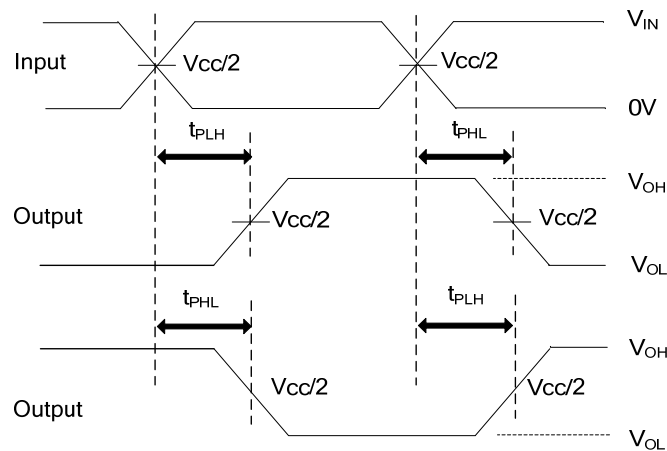 V_IN
Input
Vcc/2
Vcc/2
0V
t_PLH
t_PHL
V_OH
Output
Vcc/2
Vcc/2
V_OL
t_PHL
t_PLH
V_OH
Vcc/2
Vcc/2
Output
V_OL